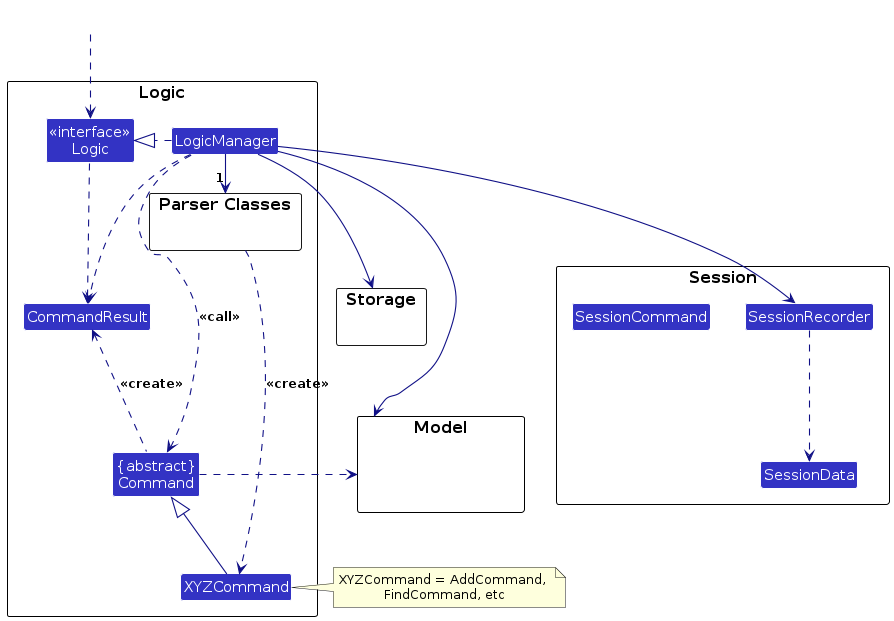 Logic
«interface»
Logic
LogicManager
1
Parser Classes
Session
Storage
CommandResult
«call»
SessionCommand
SessionRecorder
«create»
«create»
Model
{abstract}
Command
SessionData
XYZCommand
XYZCommand = AddCommand,
FindCommand, etc